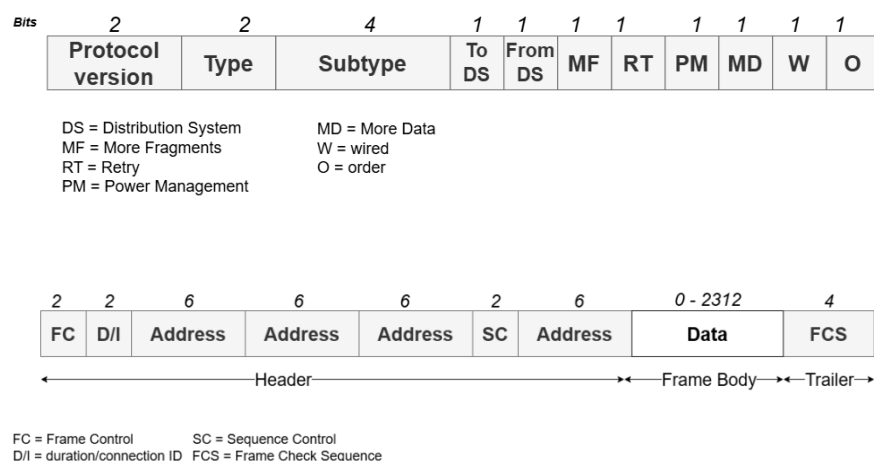 Bits 2 2 4 1 1 1 1 1 1 1 1
Protocol version Type Subtype To DS From DS MF RT PM MD W O
DS = Distribution System
MF = More Fragments
RT = Retry
PM = Power Management
MD = More Data
W = wired
O = order
2 2 6 6 6 2 6 0 - 2312 4
FC D/I Address Address Address SC Address Data FCS
Header Frame Body Trailer
FC = Frame Control
D/I = duration/connection ID
SC = Sequence Control
FCS = Frame Check Sequence